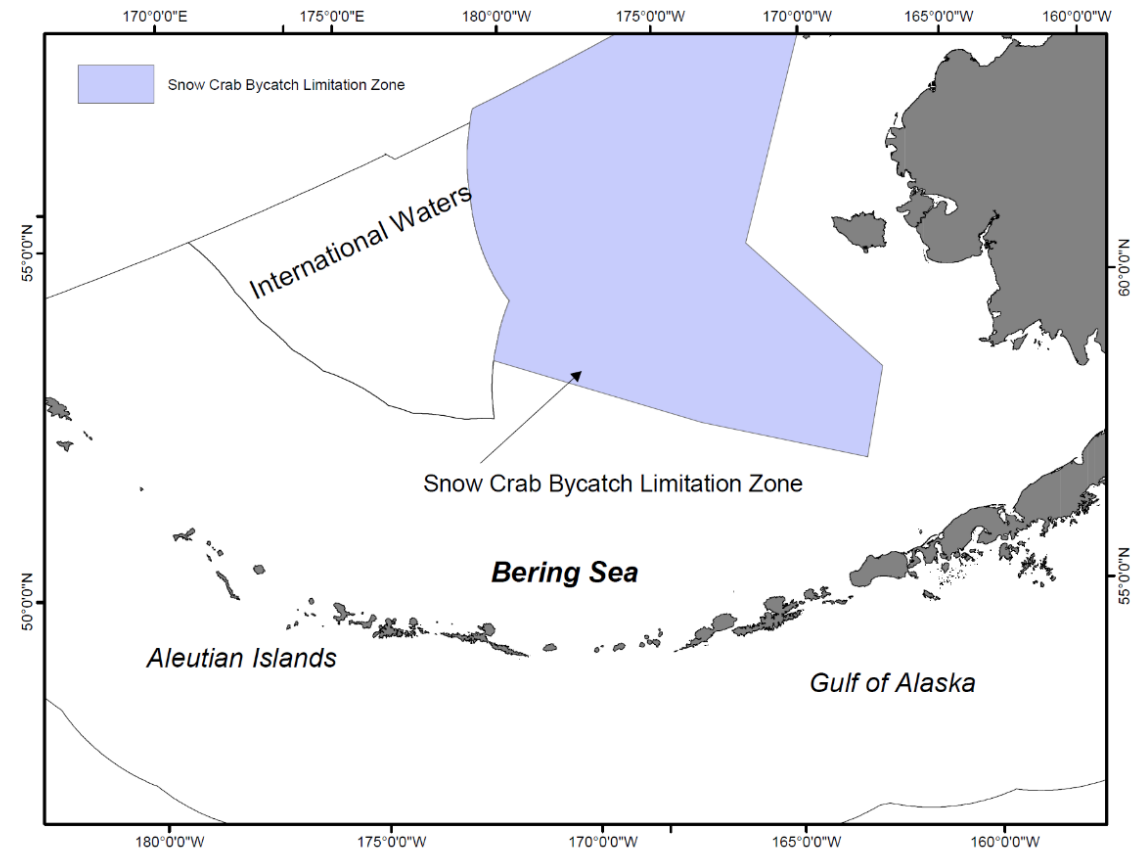 170°0'0"E 175°0'0"E 180°0'0"W 175°0'0"W 170°0'0"W 165°0'0"W 160°0'0"W
Snow Crab Bycatch Limitation Zone
International Waters
55°0'0"N
60°0'0"N
Snow Crab Bycatch Limitation Zone
Bering Sea
50°0'0"N
55°0'0"N
Aleutian Islands
Gulf of Alaska
180°0'0"W 175°0'0"W 170°0'0"W 165°0'0"W 160°0'0"W